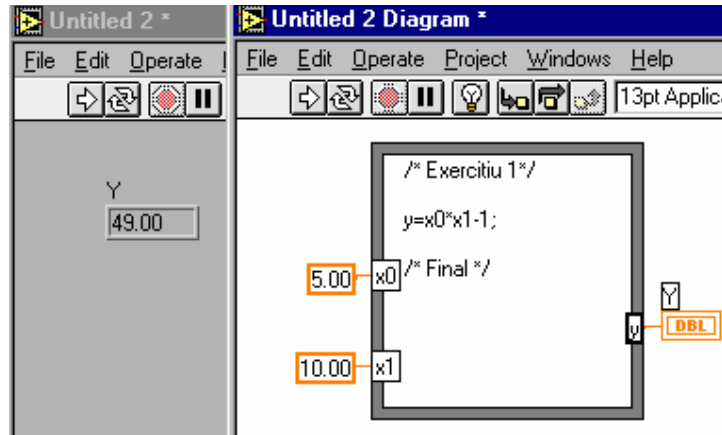 Untitled 2 *
File Edit Operate
Y
49.00
Untitled 2 Diagram *
File Edit Operate Project Windows Help
13pt Applica
/* Exercitiu 1*/
y=x0*x1-1;
/* Final */
5.00 x0
10.00 x1
y
Y
DBL